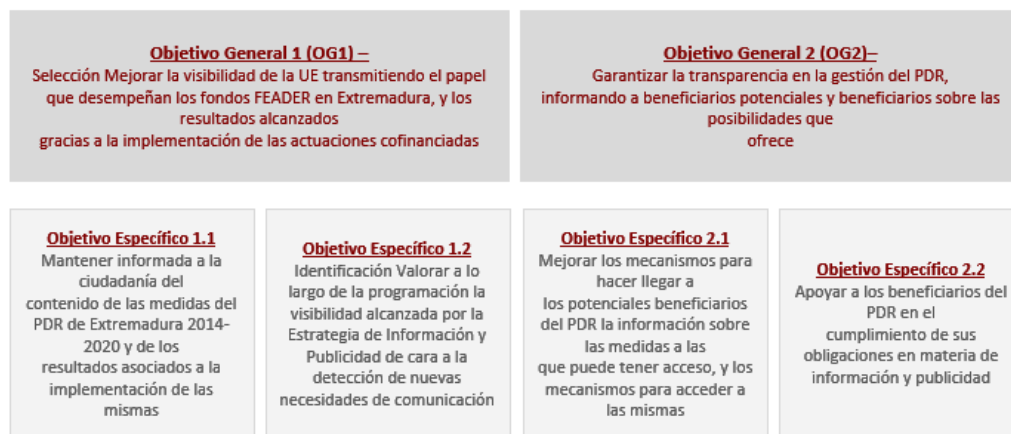 Objetivo General 1 (OG1) –
Selección Mejorar la visibilidad de la UE transmitiendo el papel
que desempeñan los fondos FEADER en Extremadura, y los
resultados alcanzados
gracias a la implementación de las actuaciones cofinanciadas
Objetivo General 2 (OG2)–
Garantizar la transparencia en la gestión del PDR,
informando a beneficiarios potenciales y beneficiarios sobre las
posibilidades que
ofrece
Objetivo Específico 1.1
Mantener informada a la
ciudadanía del
contenido de las medidas del
PDR de Extremadura 2014-
2020 y de los
resultados asociados a la
implementación de las
mismas
Objetivo Específico 1.2
Identificación Valorar a lo
largo de la programación la
visibilidad alcanzada por la
Estrategia de Información y
Publicidad de cara a la
detección de nuevas
necesidades de comunicación
Objetivo Específico 2.1
Mejorar los mecanismos para
hacer llegar a
los potenciales beneficiarios
del PDR la información sobre
las medidas a las
que puede tener acceso, y los
mecanismos para acceder a
las mismas
Objetivo Específico 2.2
Apoyar a los beneficiarios del
PDR en el
cumplimiento de sus
obligaciones en materia de
información y publicidad